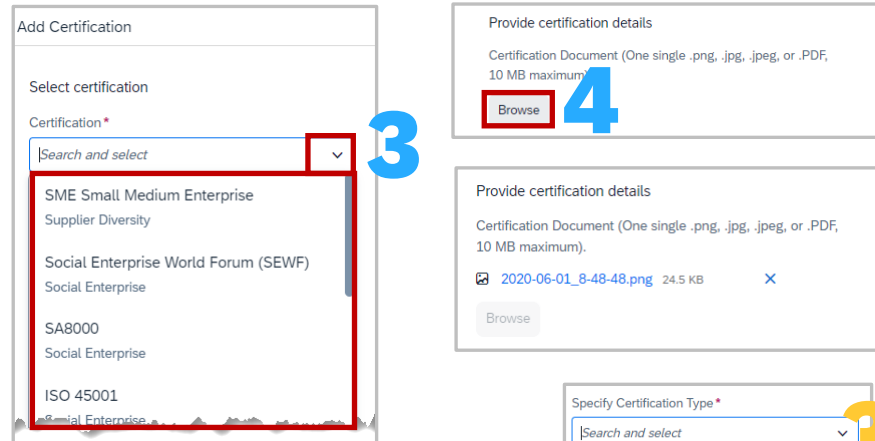 Add Certification
Select certification
Certification*
Search and select
3
SME Small Medium Enterprise
Supplier Diversity
Social Enterprise World Forum (SEWF)
Social Enterprise
SA8000
Social Enterprise
ISO 45001
Social Enterprise
Provide certification details
Certification Document (One single .png, .jpg, .jpeg, or .PDF,
10 MB maximum)
Browse
4
Provide certification details
Certification Document (One single .png, .jpg, .jpeg, or .PDF,
10 MB maximum).
2020-06-01_8-48-48.png 24.5 KB
Browse
Specify Certification Type*
Search and select